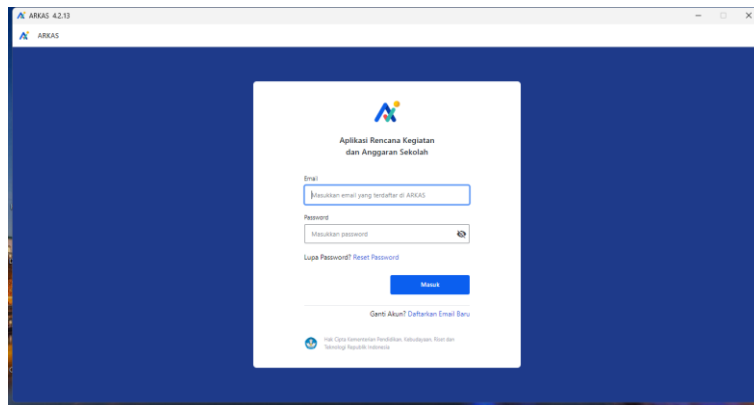 ARKAS 4.2.13
ARKAS
Aplikasi Rencana Kegiatan
dan Anggaran Sekolah
Email
Masukkan email yang terdaftar di ARKAS
Password
Masukkan password
Lupa Password? Reset Password
Masuk
Ganti Akun? Daftarkan Email Baru
Hak Cipta Kementerian Pendidikan, Kebudayaan, Riset dan
Teknologi Republik Indonesia